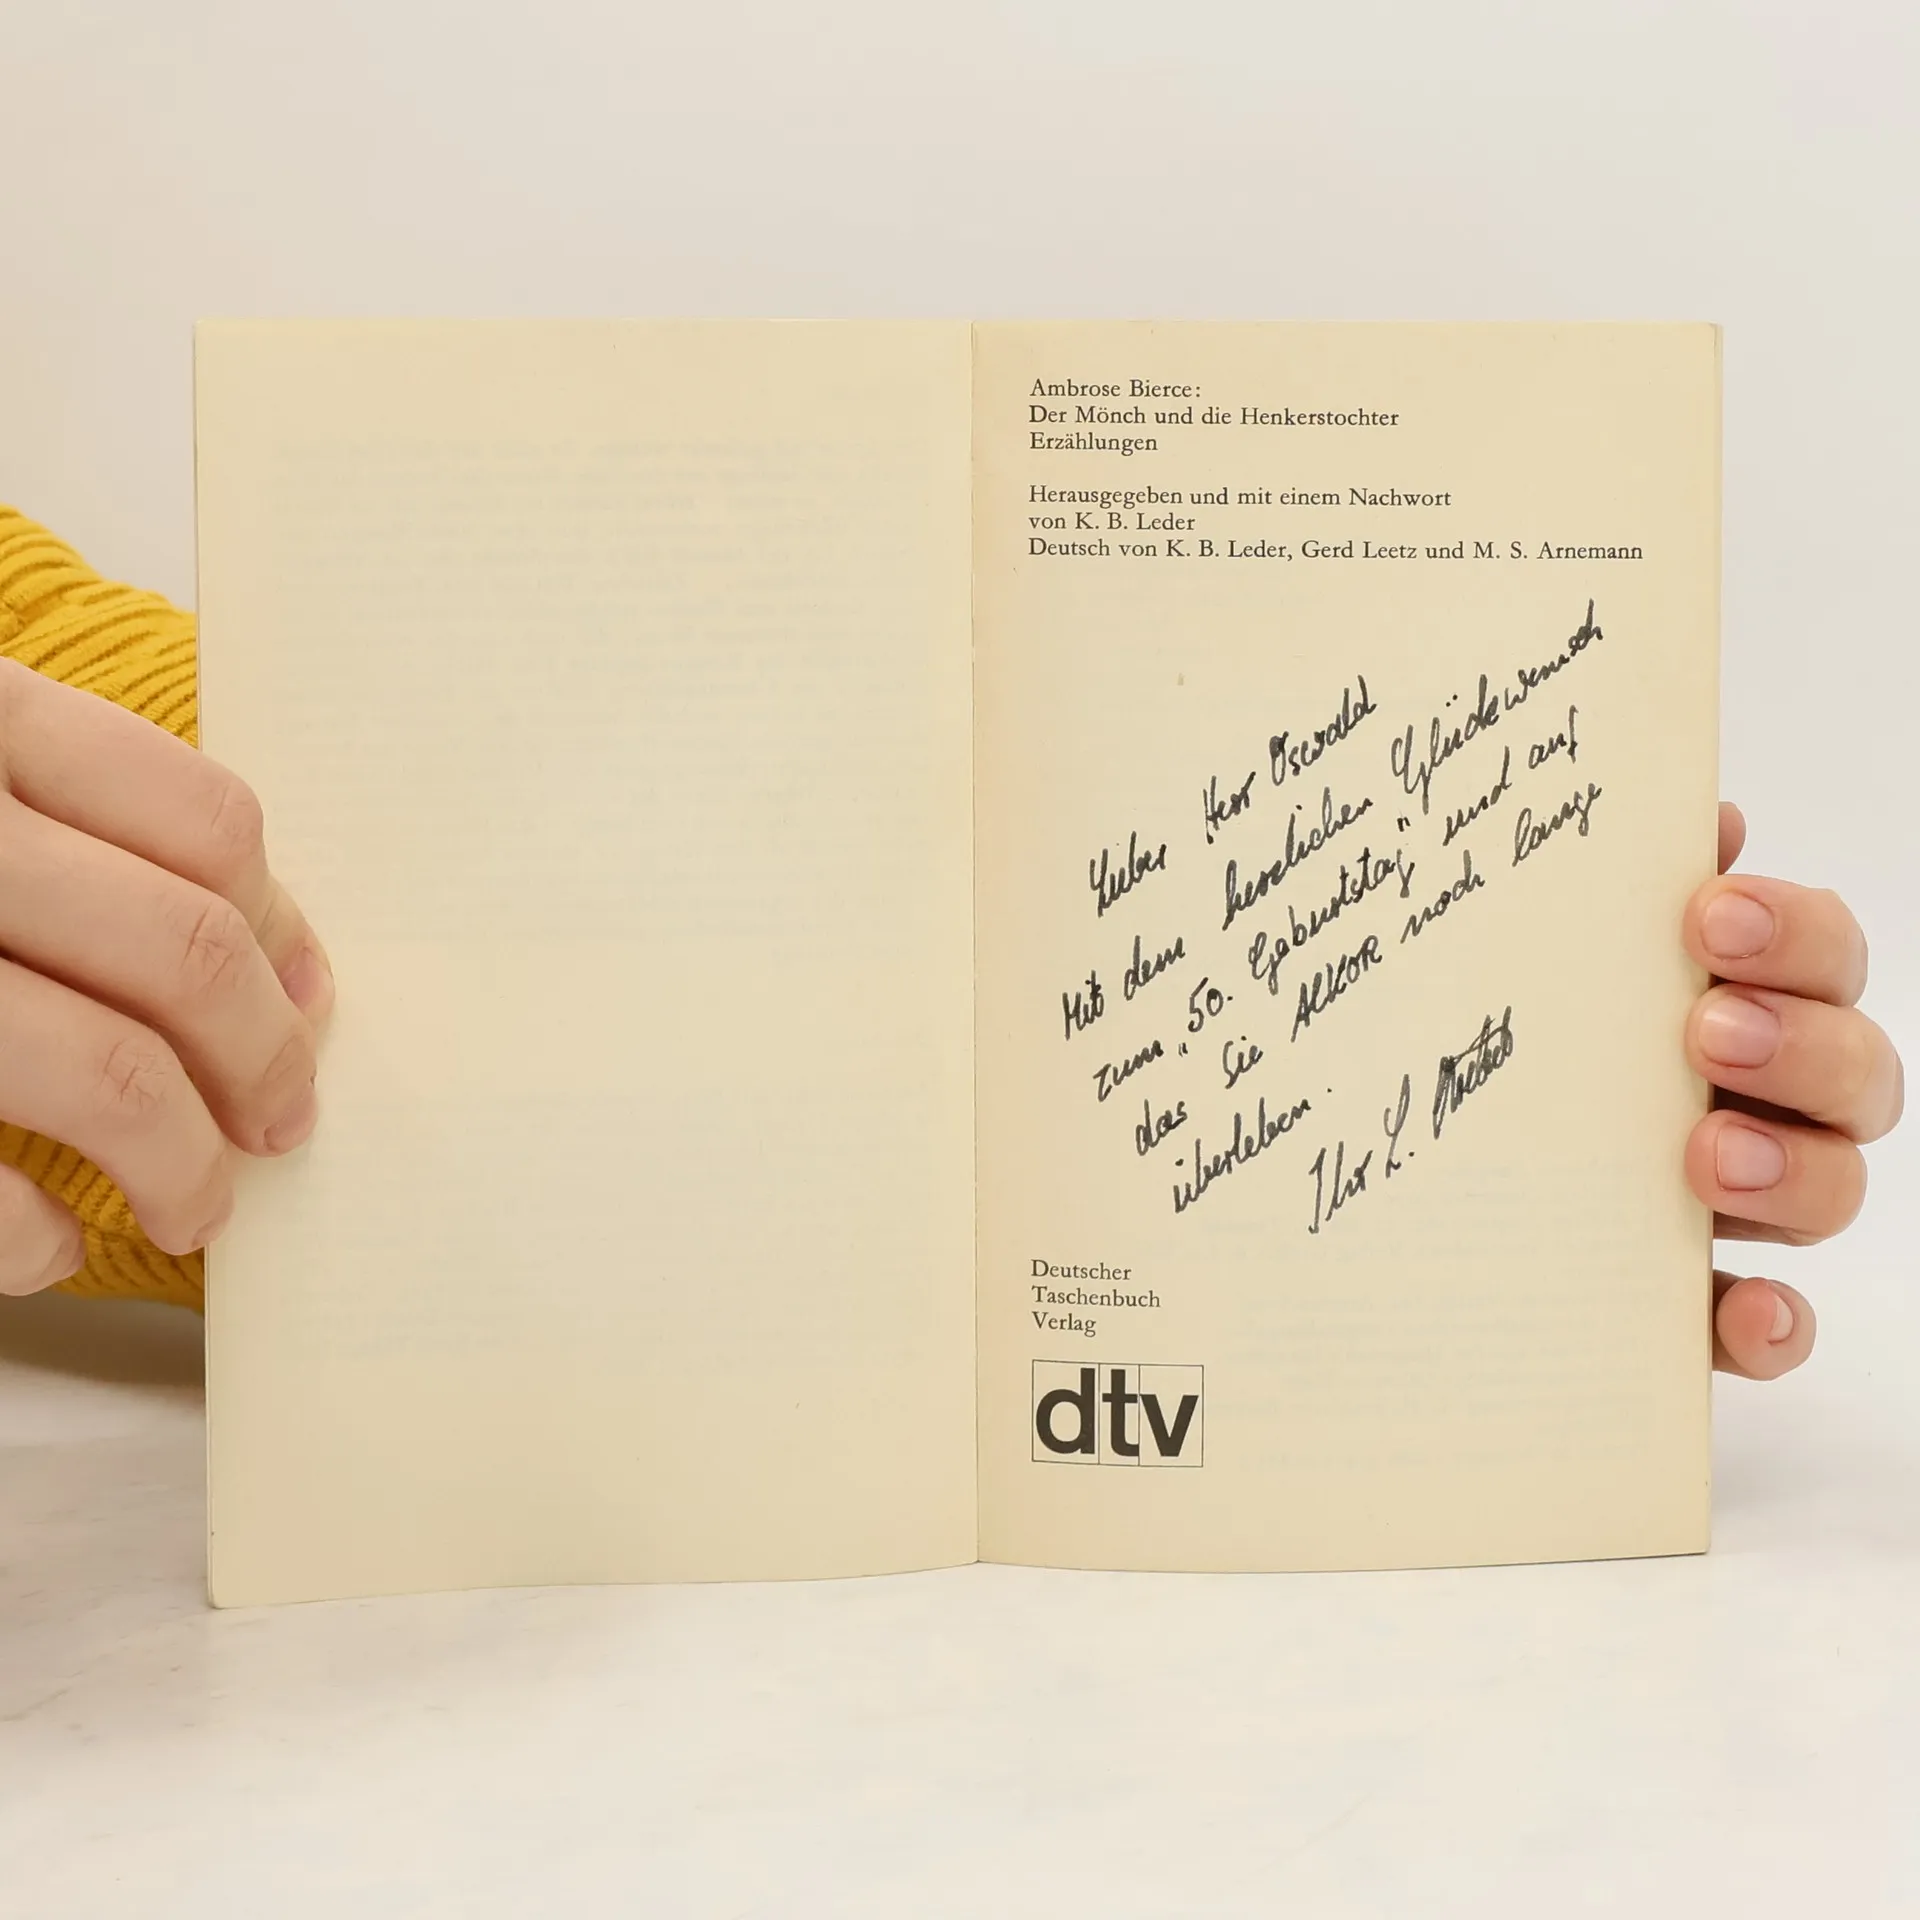 Ambrose Bierce:
Der Mönch und die Henkerstochter
Erzählungen
Herausgegeben und mit einem Nachwort
von K. B. Leder
Deutsch von K. B. Leder, Gerd Leetz und M. S. Arnemann
Lieber Herr Oswald
Mit dem herzlichen Glückwunsch
zum „50. Geburtstag" und auf
das Sie ALKOR noch lange
überleben.
Ihr L.
Deutscher
Taschenbuch
Verlag
dtv